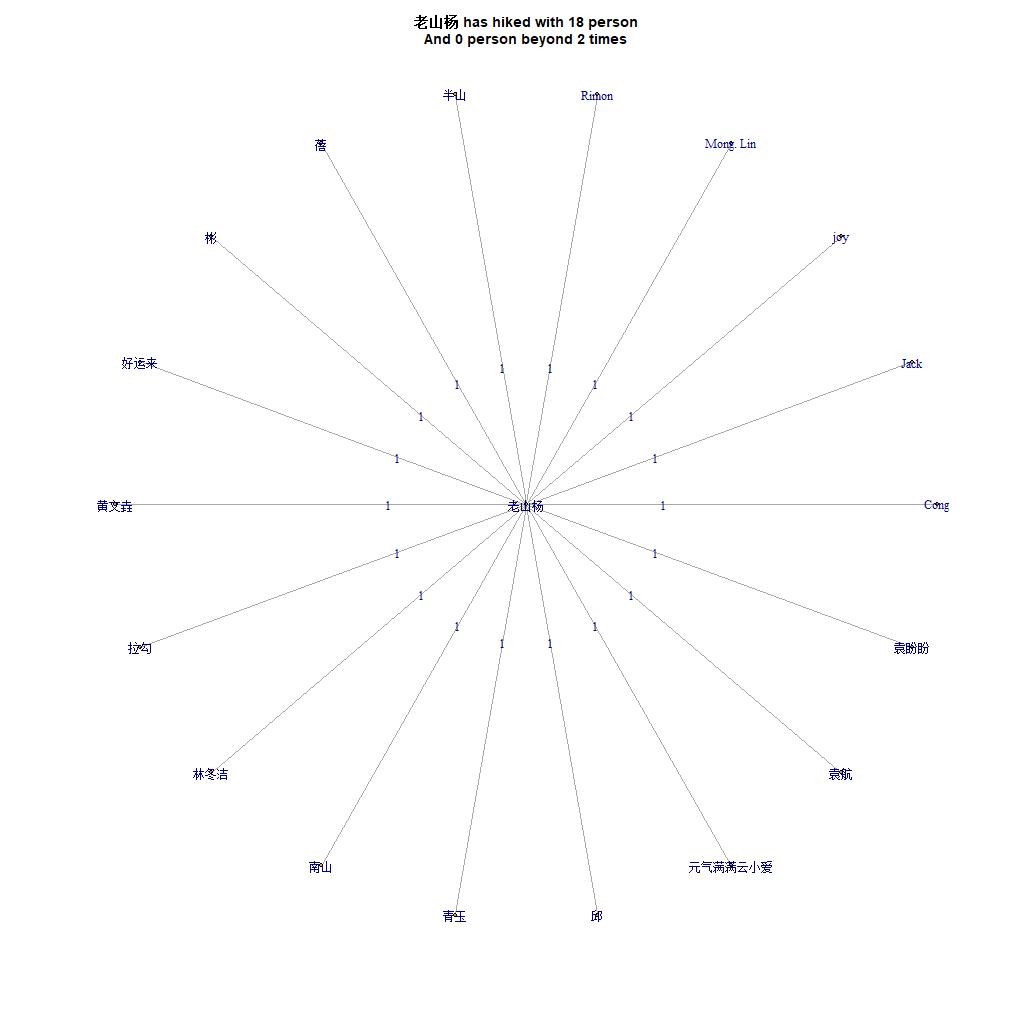 老山杨 has hiked with 18 person
And 0 person beyond 2 times
半山
Rimon
蓿
Mong. Lin
彬
joy
好运来
Jack
1
1
1
1
1
1
1
1
黄文垚
1
老山杨
1
Cong
1
1
1
1
1
1
1
1
拉勾
袁盼盼
林冬洁
袁航
南山
元气满满云小爱
青玉
邱